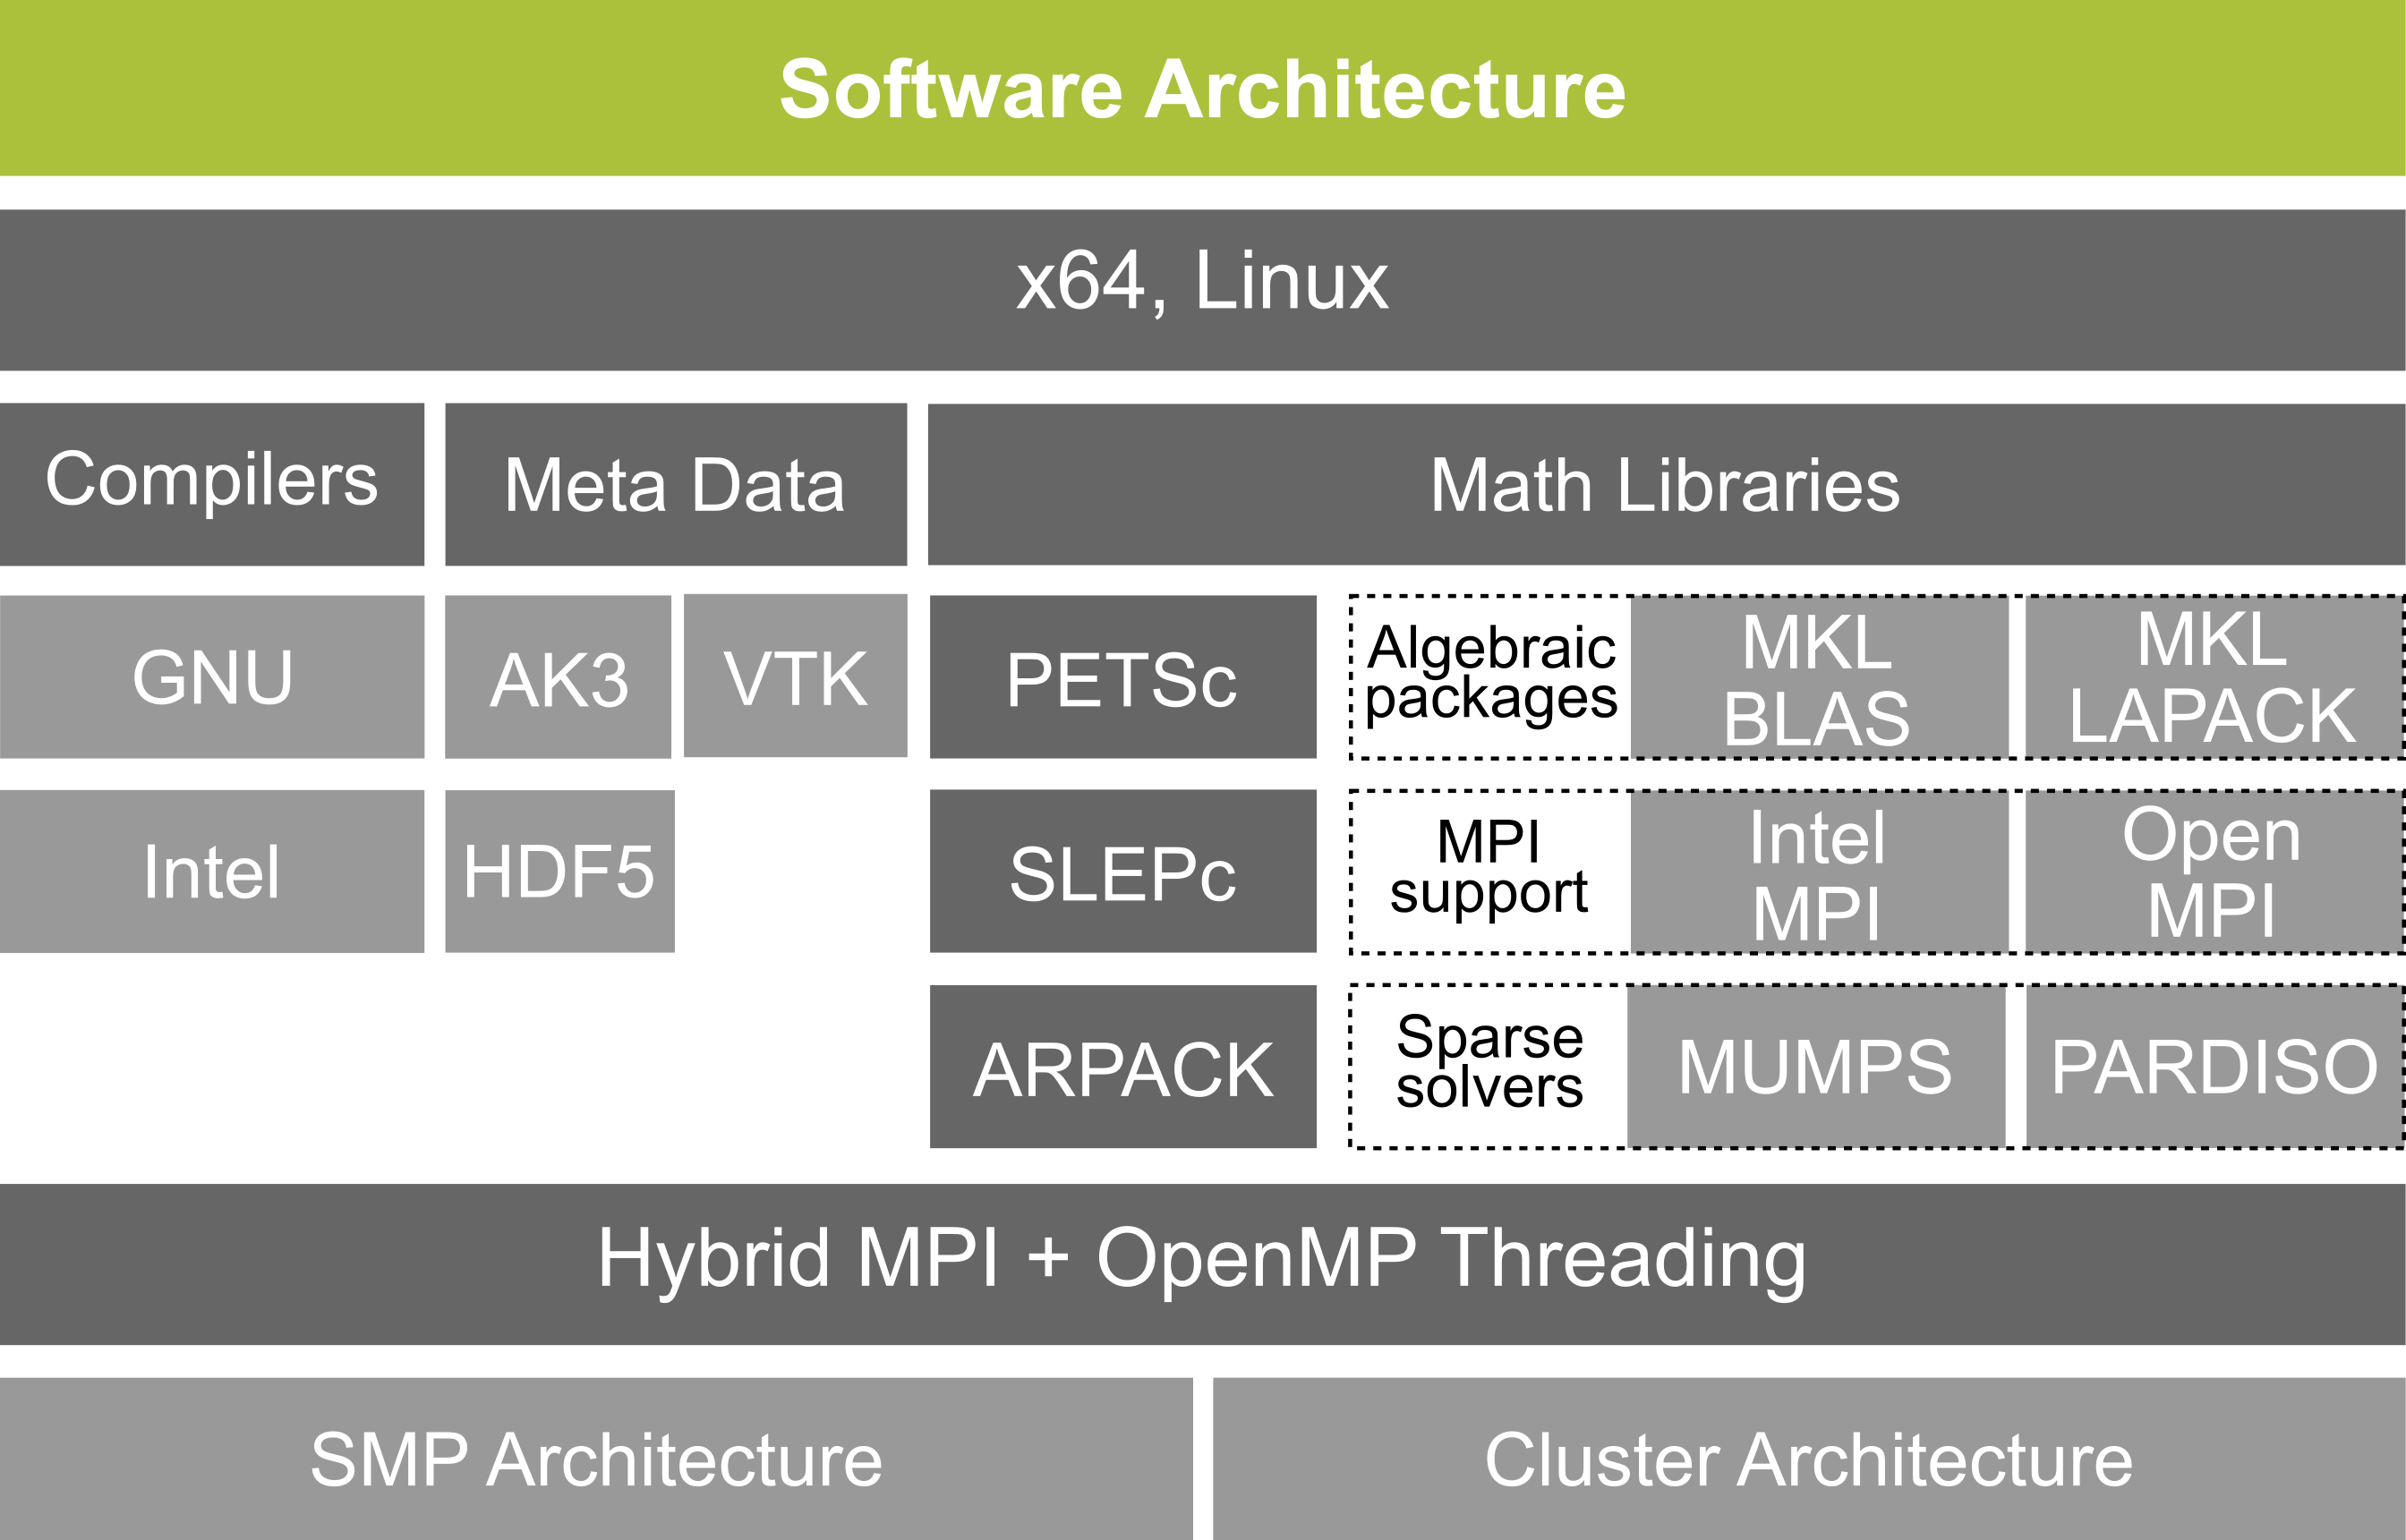 Software Architecture
x64, Linux
Compilers
Meta Data
Math Libraries
GNU
AK3
VTK
PETSc
Algebraic
packages
MKL
BLAS
MKL
LAPACK
Intel
HDF5
SLEPc
MPI
support
Intel
MPI
Open
MPI
ARPACK
Sparse
solvers
MUMPS
PARDISO
Hybrid MPI + OpenMP Threading
SMP Architecture
Cluster Architecture